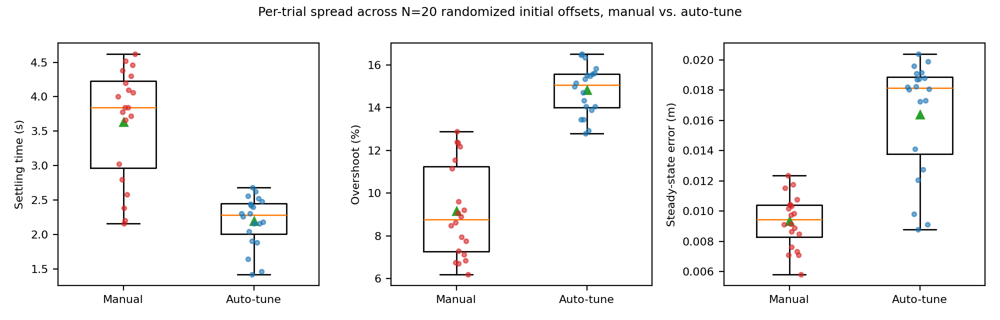 Per-trial spread across N=20 randomized initial offsets, manual vs. auto-tune
Settling time (s)
4.5
4.0
3.5
3.0
2.5
2.0
1.5
Manual
Auto-tune
Overshoot (%)
16
14
12
10
8
6
Manual
Auto-tune
Steady-state error (m)
0.020
0.018
0.016
0.014
0.012
0.010
0.008
0.006
Manual
Auto-tune